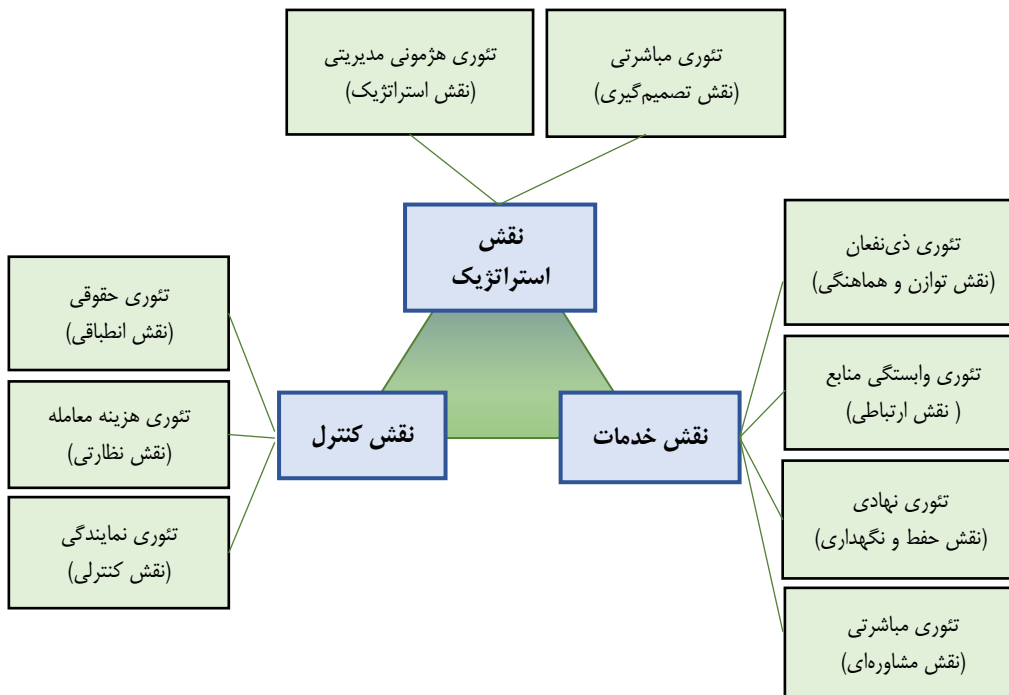 تئوری مباشرتی
(نقش تصمیم‌گیری)
تئوری هژمونی مدیریتی
(نقش استراتژیک)
نقش
استراتژیک
تئوری ذی‌نفعان
(نقش توازن و هماهنگی)
تئوری وابستگی منابع
( نقش ارتباطی)
تئوری نهادی
(نقش حفط و نگهداری)
تئوری مباشرتی
(نقش مشاوره‌ای)
نقش خدمات
نقش کنترل
تئوری حقوقی
(نقش انطباقی)
تئوری هزینه معامله
(نقش نظارتی)
تئوری نمایندگی
(نقش کنترلی)